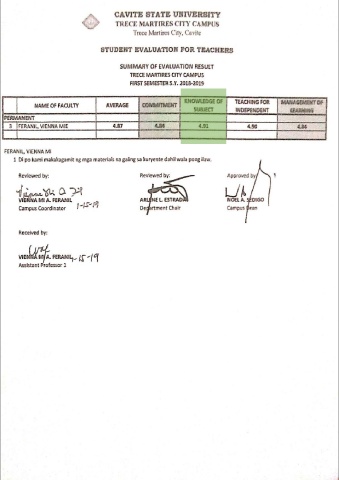 CAVITE STATE UNIVERSITY
TRECE MARTIRES CITY CAMPUS
Trece Martires City, Cavite
STUDENT EVALUATION FOR TEACHERS
SUMMARY OF EVALUATION RESULT
TRECE MARTIRES CITY CAMPUS
FIRST SEMESTER S.Y. 2018-2019
NAME OF FACULTY AVERAGE COMMITMENT KNOWLEDGE OF SUBJECT TEACHING FOR INDEPENDENT MANAGEMENT OF LEARNING
PERMANENT
3 FERANIL, VIENNA MIE 4.87 4.84 4.91 4.90 4.84
FERANIL, VIENNA MI
1 Di po kami makakagamit ng mga materials na galing sa kuryente dahil wala pong ilaw.
Reviewed by: Reviewed by: Approved by:
VIENNA MI A. FERANIL ARLENE L. ESTRADA NOEL A. SEDIGO
Campus Coordinator 1-15-19 Department Chair Campus Dean
Received by:
VIENNA MI A. FERANIL 1-15-19
Assistant Professor 1